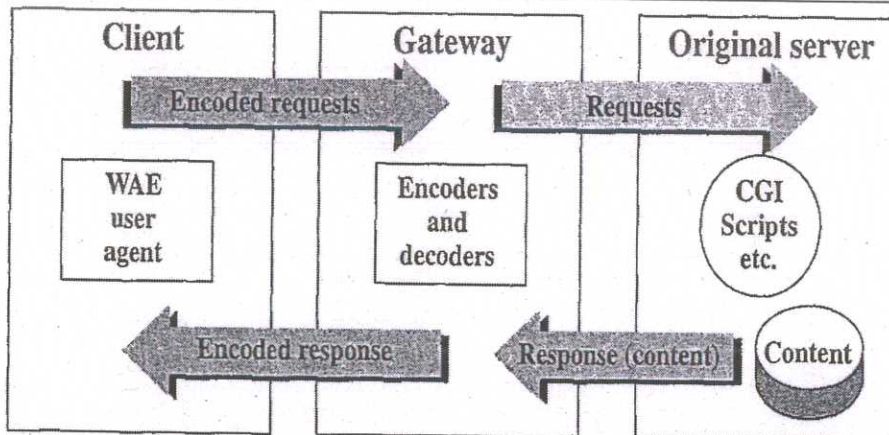 Client
Gateway
Original server
Encoded requests
Requests
WAE
user
agent
Encoders
and
decoders
CGI
Scripts
etc.
Encoded response
Response (content)
Content